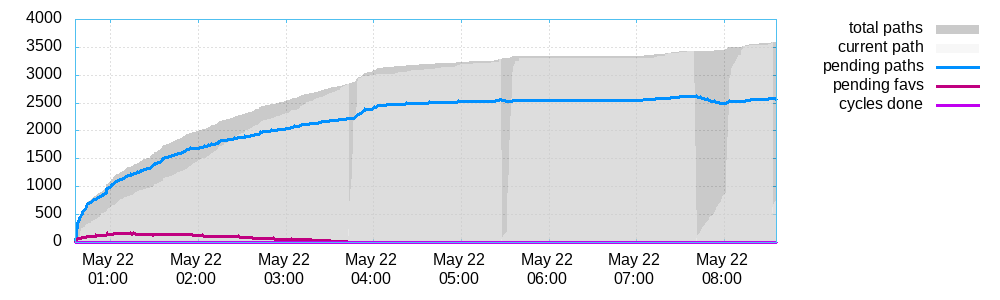 4000
3500
3000
2500
2000
1500
1000
500
0
May 22 May 22 May 22 May 22 May 22 May 22 May 22 May 22
01:00 02:00 03:00 04:00 05:00 06:00 07:00 08:00
total paths
current path
pending paths
pending favs
cycles done